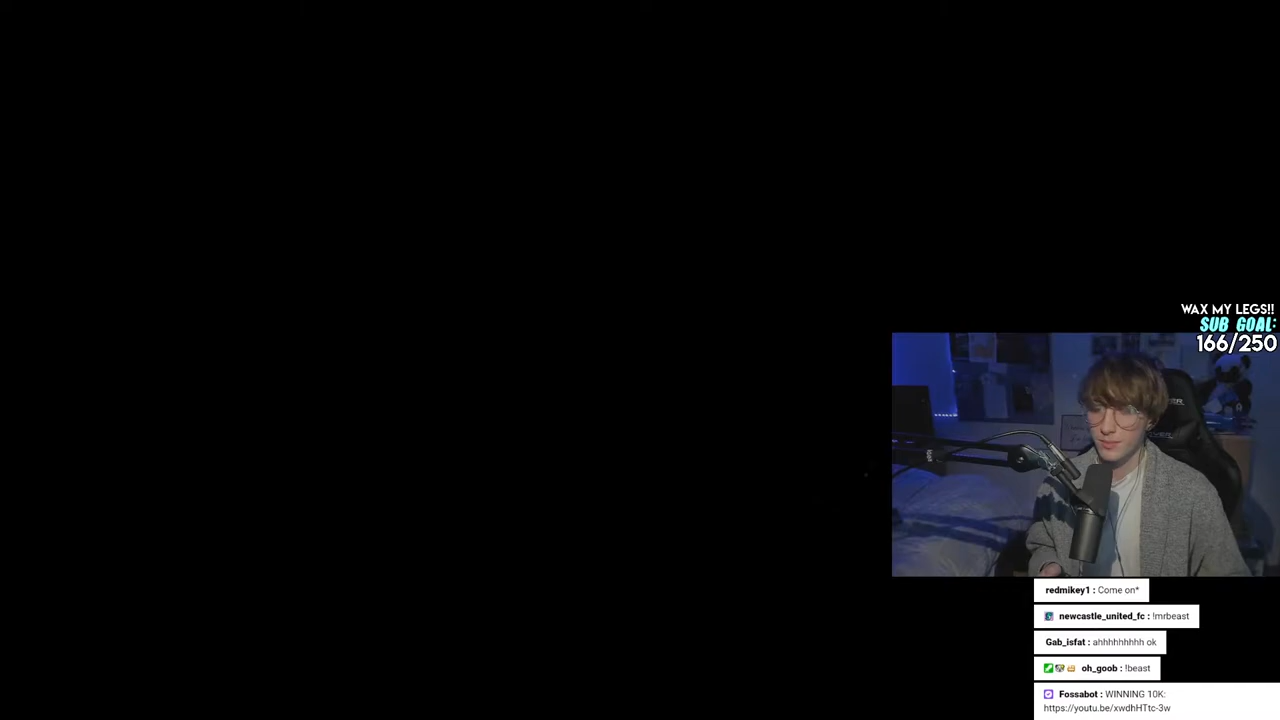 WAX MY LEGS!!
SUB GOAL:
166/250
redmikey1 : Come on*
newcastle_united_fc : !mrbeast
Gab_isfat : ahhhhhhhhh ok
oh_goob : !beast
Fossabot : WINNING 10K:
https://youtu.be/xwdhHTtc-3w